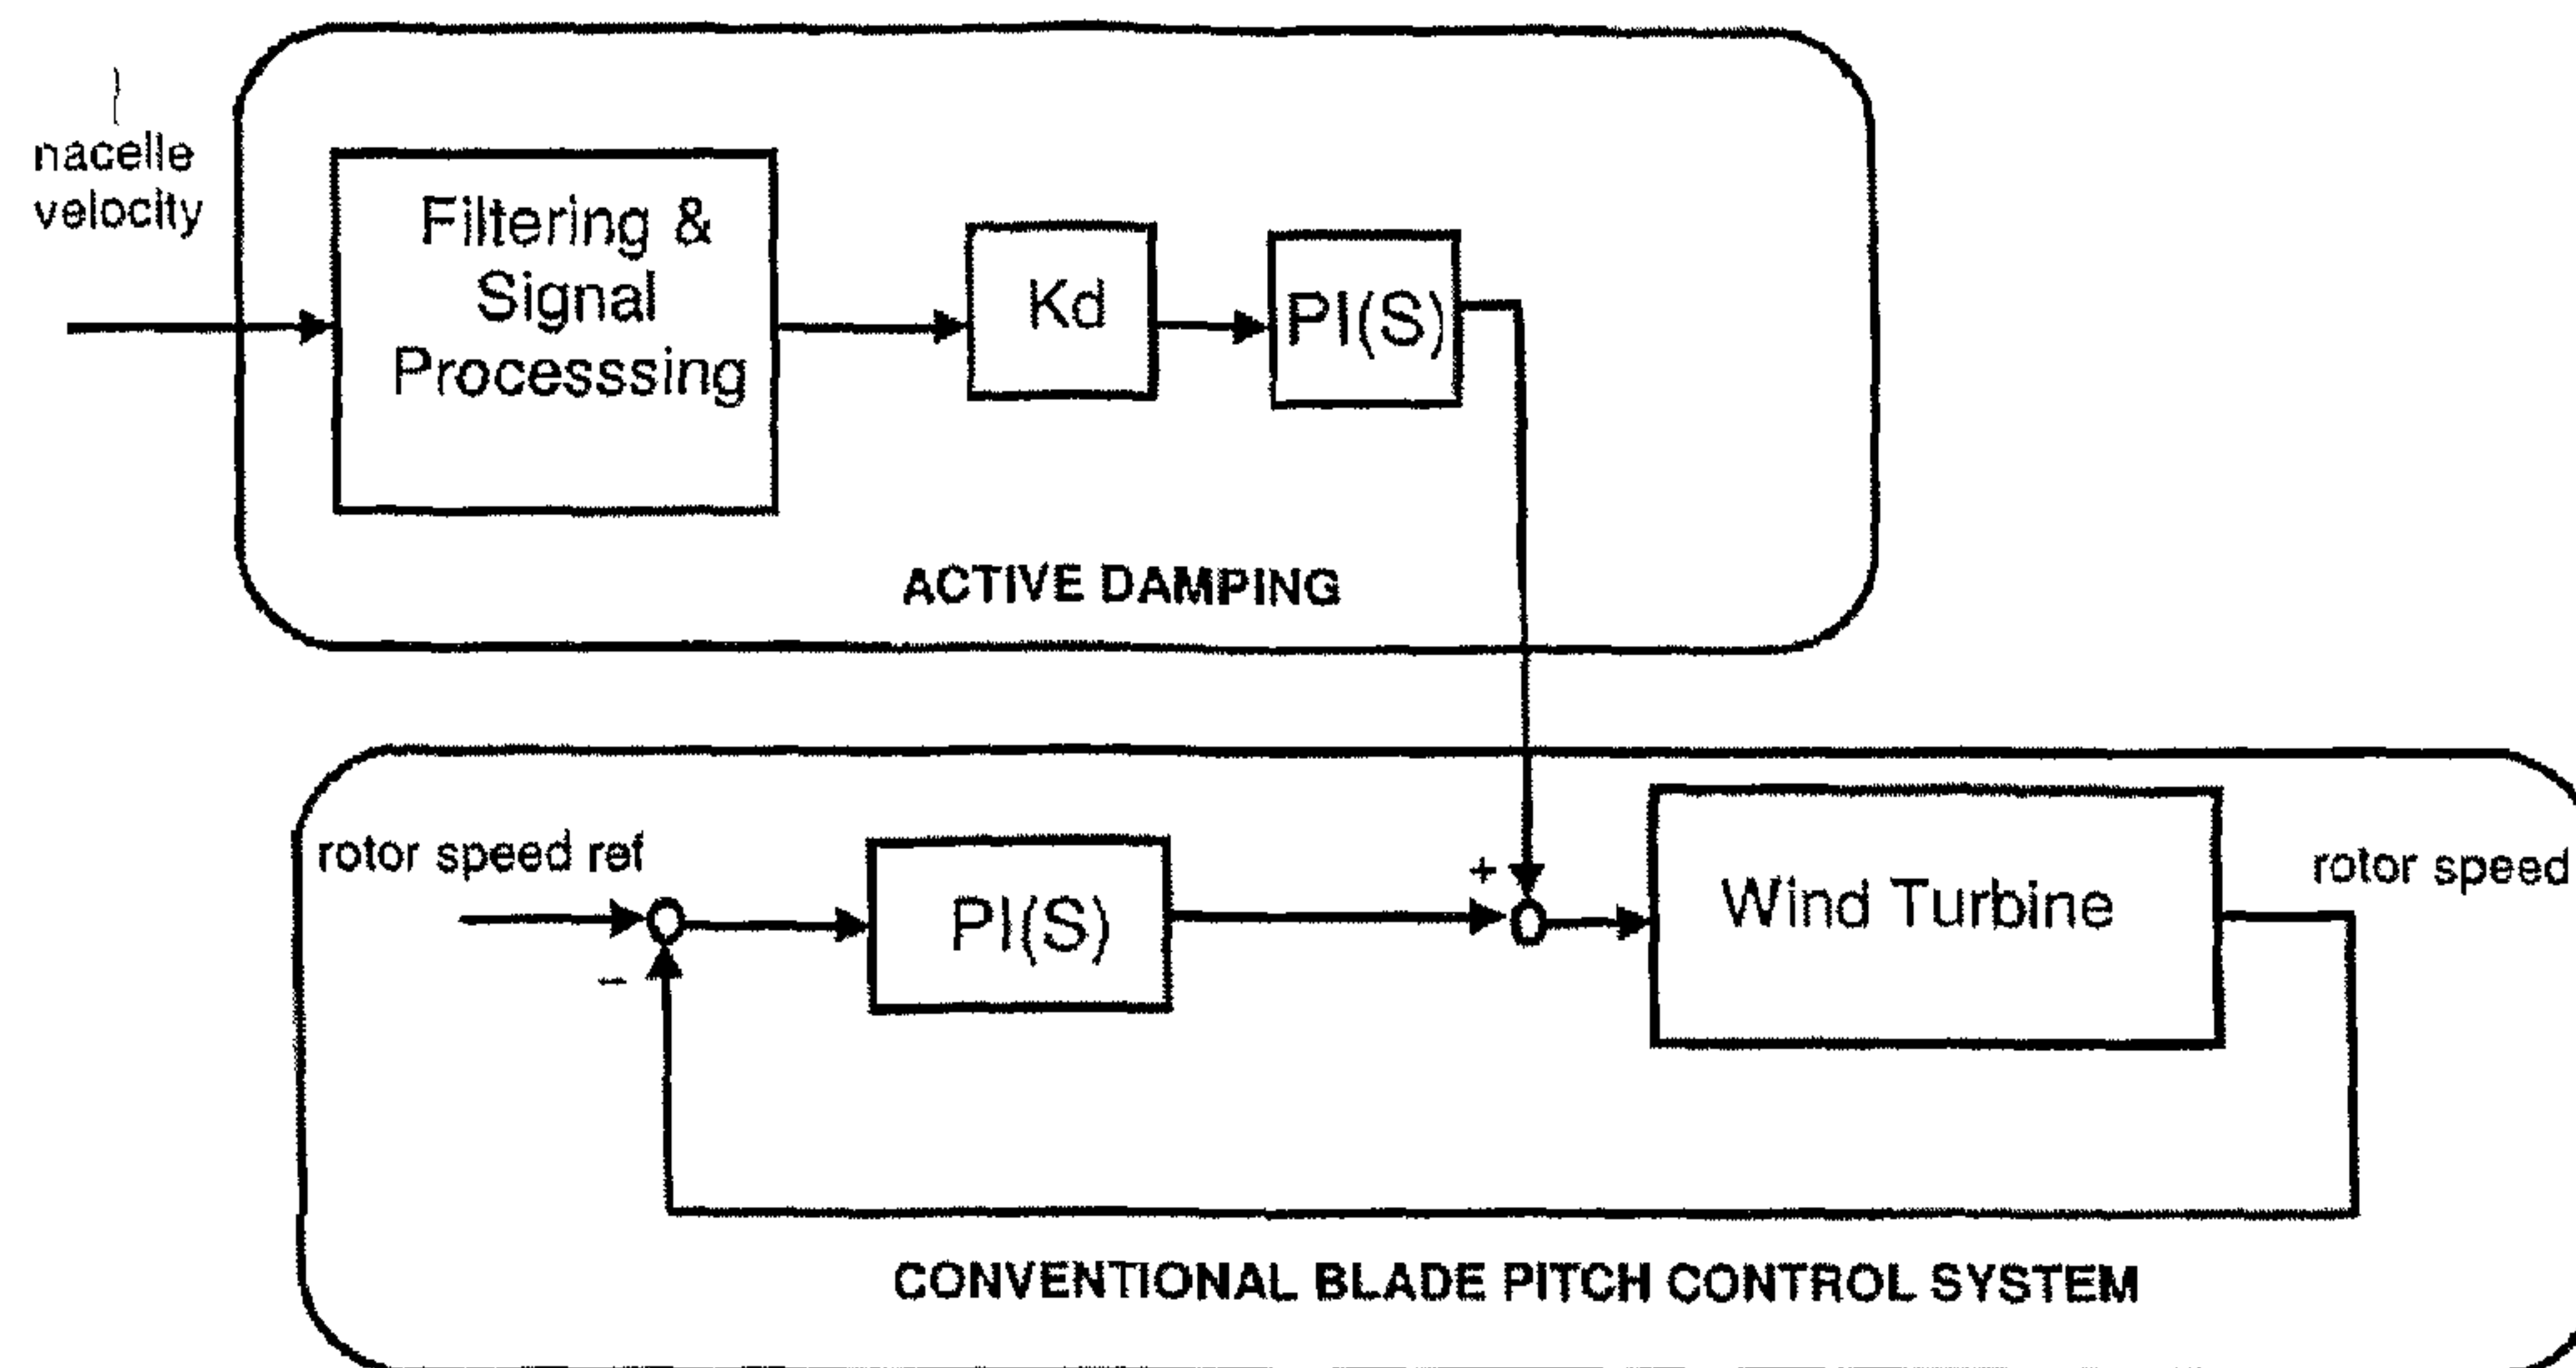 nacelle
velocity
Filtering &
Signal
Processsing
Kd
PI(S)
ACTIVE DAMPING
rotor speed ref
PI(S)
+
-
Wind Turbine
rotor speed
CONVENTIONAL BLADE PITCH CONTROL SYSTEM